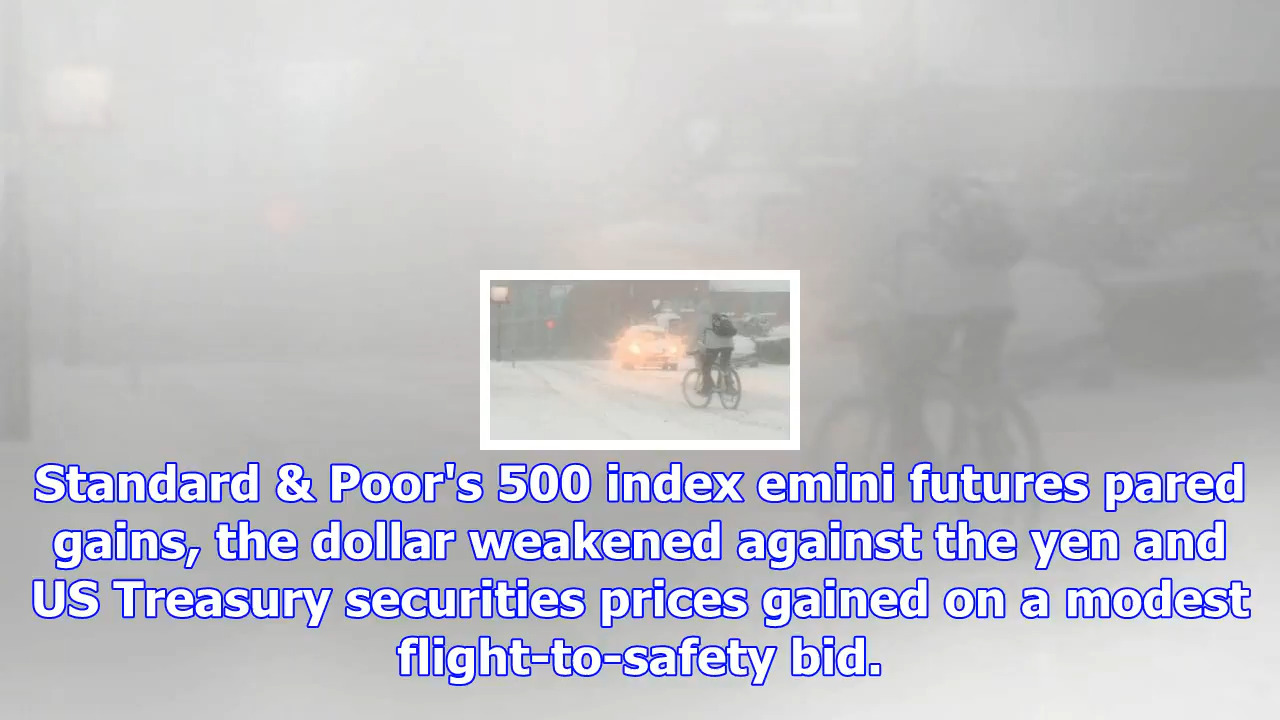 Standard & Poor's 500 index emini futures pared
gains, the dollar weakened against the yen and
US Treasury securities prices gained on a modest
flight-to-safety bid.